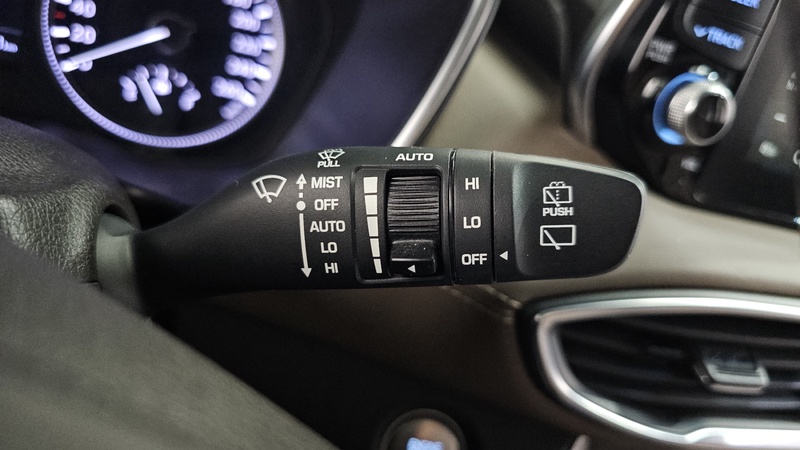 TRACK
PULL
AUTO
MIST
OFF
AUTO
LO
HI
HI
LO
OFF
PUSH